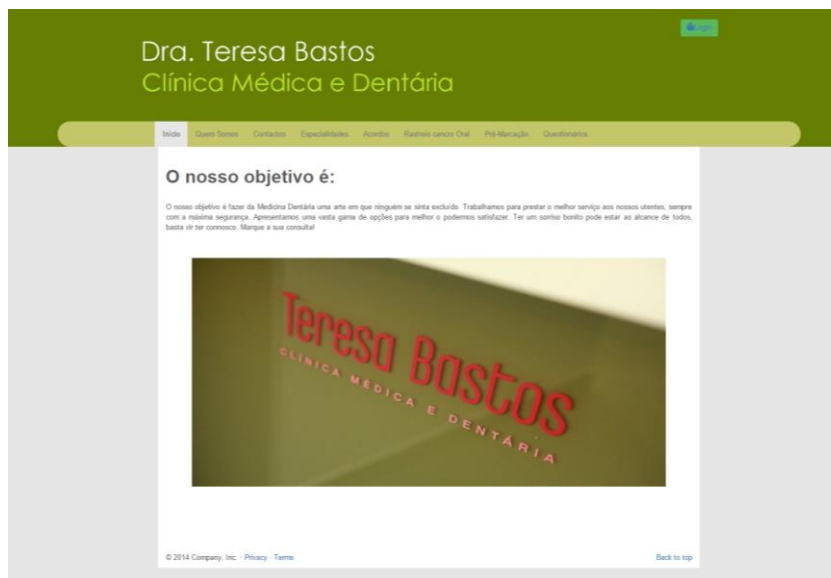 Login
Dra. Teresa Bastos
Clínica Médica e Dentária
Início Quem Somos Contactos Especialidades Acordos Rastreio cancro Oral Pré-Marcação Questionários
O nosso objetivo é:
O nosso objetivo é fazer da Medicina Dentária uma arte em que ninguém se sinta excluído. Trabalhamos para prestar o melhor serviço aos nossos utentes, sempre
com a máxima segurança. Apresentamos uma vasta gama de opções para melhor o podermos satisfazer. Ter um sorriso bonito pode estar ao alcance de todos,
basta vir ter connosco. Marque a sua consulta!
Teresa Bastos
CLÍNICA MÉDICA E DENTÁRIA
© 2014 Company, Inc. · Privacy · Terms
Back to top